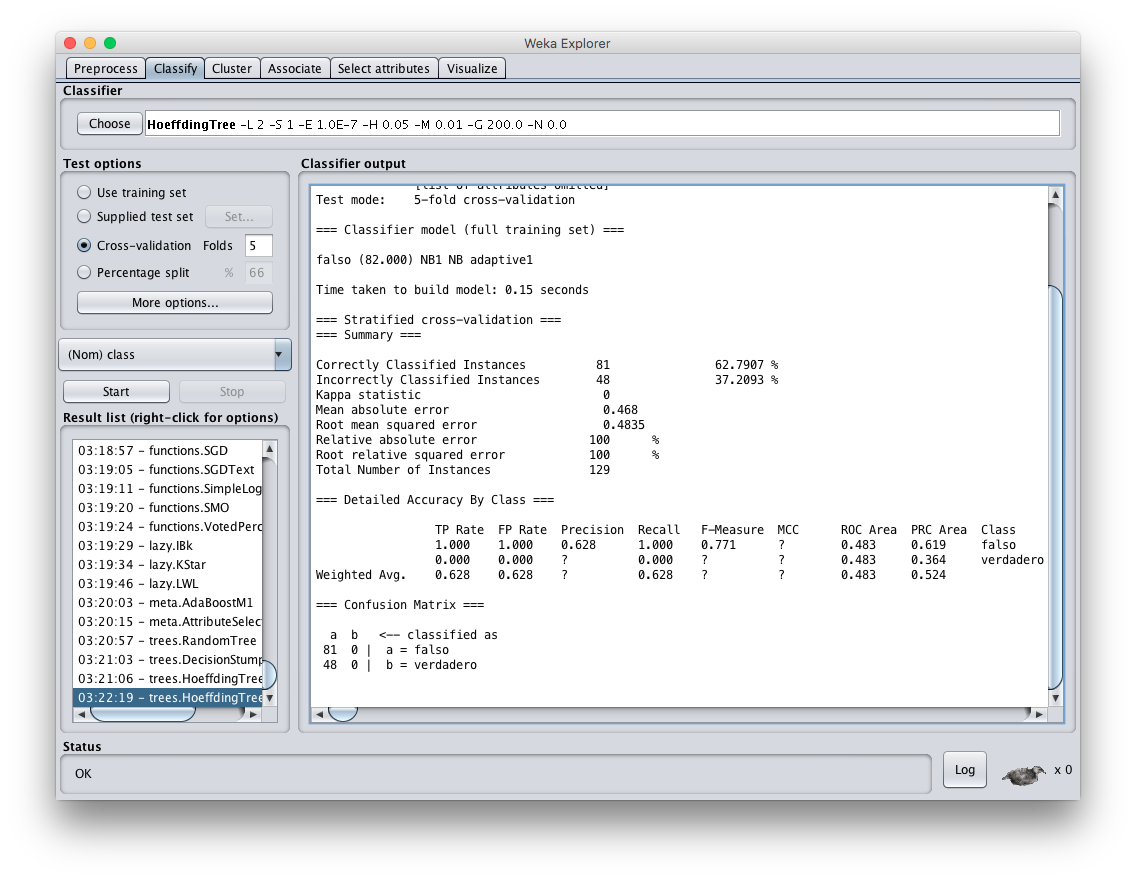 Weka Explorer
Preprocess Classify Cluster Associate Select attributes Visualize
Classifier
Choose HoeffdingTree -L 2 -S 1 -E 1.0E-7 -H 0.05 -M 0.01 -G 200.0 -N 0.0
Test options
Use training set
Supplied test set Set...
Cross-validation Folds 5
Percentage split % 66
More options...
(Nom) class
Start Stop
Result list (right-click for options)
03:18:57 - functions.SGD
03:19:05 - functions.SGDText
03:19:11 - functions.SimpleLog
03:19:20 - functions.SMO
03:19:24 - functions.VotedPerc
03:19:29 - lazy.IBk
03:19:34 - lazy.KStar
03:19:46 - lazy.LWL
03:20:03 - meta.AdaBoostM1
03:20:15 - meta.AttributeSelec
03:20:57 - trees.RandomTree
03:21:03 - trees.DecisionStump
03:21:06 - trees.HoeffdingTree
03:22:19 - trees.HoeffdingTree
Classifier output
[list of attributes omitted]
Test mode: 5-fold cross-validation
=== Classifier model (full training set) ===
falso (82.000) NB1 NB adaptive1
Time taken to build model: 0.15 seconds
=== Stratified cross-validation ===
=== Summary ===
Correctly Classified Instances 81 62.7907 %
Incorrectly Classified Instances 48 37.2093 %
Kappa statistic 0
Mean absolute error 0.468
Root mean squared error 0.4835
Relative absolute error 100 %
Root relative squared error 100 %
Total Number of Instances 129
=== Detailed Accuracy By Class ===
TP Rate FP Rate Precision Recall F-Measure MCC ROC Area PRC Area Class
1.000 1.000 0.628 1.000 0.771 ? 0.483 0.619 falso
0.000 0.000 ? 0.000 ? ? 0.483 0.364 verdadero
Weighted Avg. 0.628 0.628 ? 0.628 ? ? 0.483 0.524
=== Confusion Matrix ===
a b <-- classified as
81 0 | a = falso
48 0 | b = verdadero
Status
OK
Log x 0